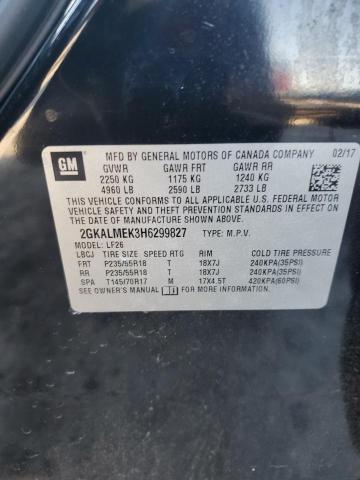 GM
MFD BY GENERAL MOTORS OF CANADA COMPANY 02/17
GVWR GAWR FRT GAWR RR
2250 KG 1175 KG 1240 KG
4960 LB 2590 LB 2733 LB
THIS VEHICLE CONFORMS TO ALL APPLICABLE U.S. FEDERAL
MOTOR VEHICLE SAFETY, BUMPER, AND THEFT PREVENTION
STANDARDS IN EFFECT ON THE DATE OF MANUFACTURE SHOWN ABOVE.
2GKALMEK3H6299827 TYPE: M.P.V.
MODEL: LF26
LBCJ TIRE SIZE SPEED RTG RIM COLD TIRE PRESSURE
FRT P235/55R18 T 18X7J 240KPA(35PSI)
RR P235/55R18 T 18X7J 240KPA(35PSI)
SPA T145/70R17 M 17X4.5T 420KPA(60PSI)
SEE OWNER'S MANUAL FOR MORE INFORMATION.